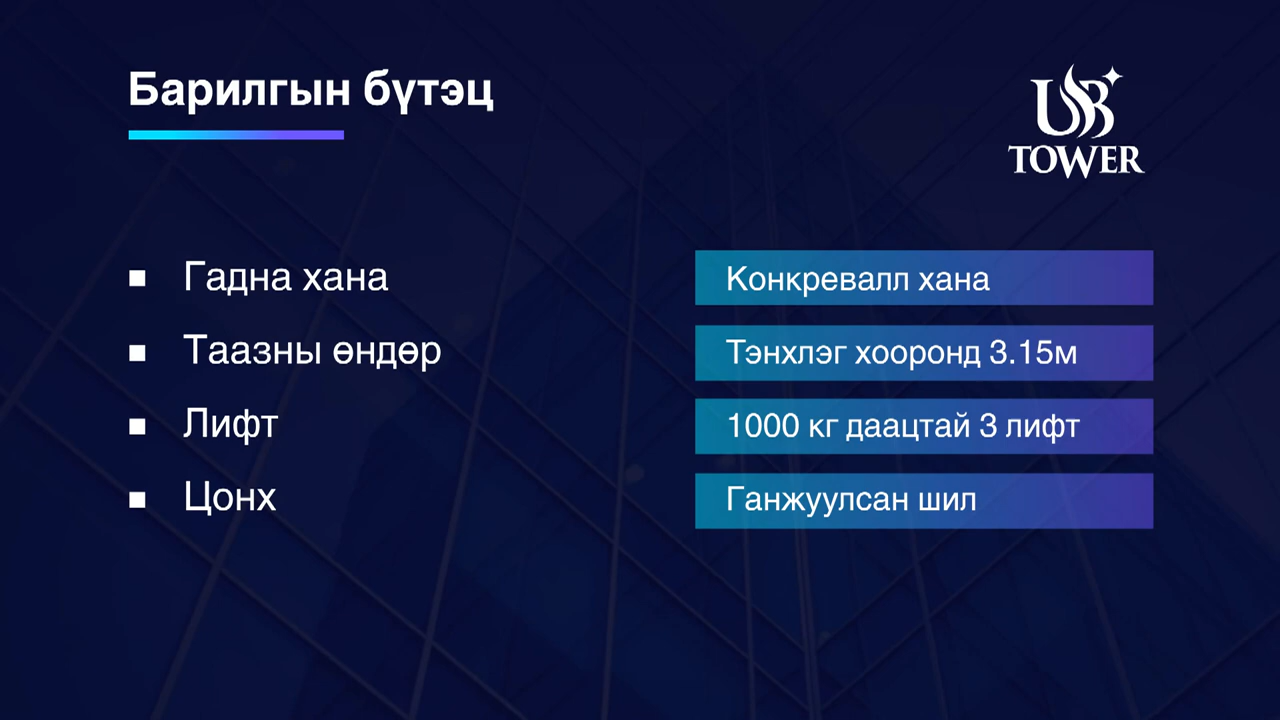 Барилгын бүтэц
UB
TOWER
Гадна хана
Конкревалл хана
Таазны өндөр
Тэнхлэг хооронд 3.15м
Лифт
1000 кг даацтай 3 лифт
Цонх
Ганжуулсан шил